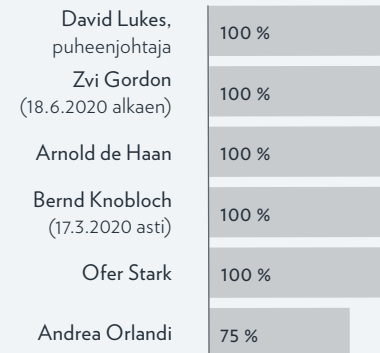 David Lukes,
puheenjohtaja
100 %
Zvi Gordon
(18.6.2020 alkaen)
100 %
Arnold de Haan
100 %
Bernd Knobloch
(17.3.2020 asti)
100 %
Ofer Stark
100 %
Andrea Orlandi
75 %